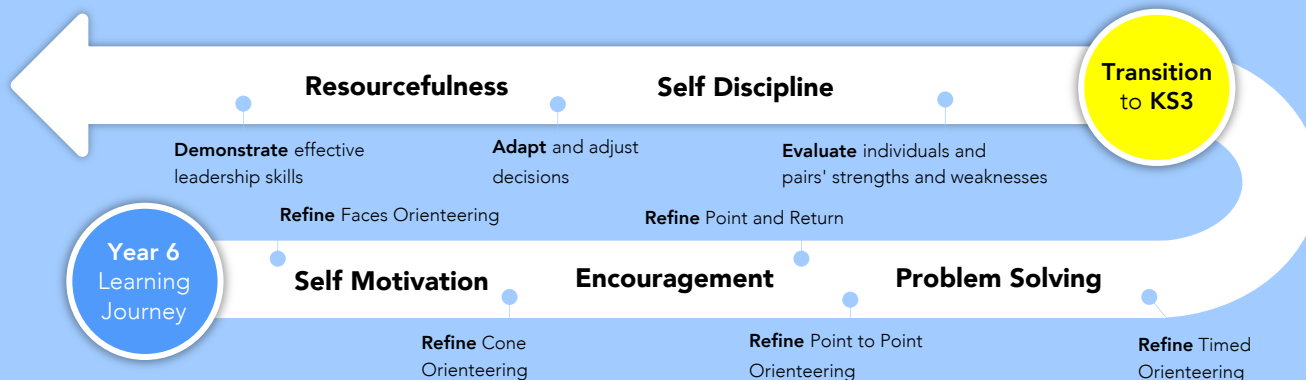 Resourcefulness
Self Discipline
Transition
to KS3
Demonstrate effective
leadership skills
Adapt and adjust
decisions
Evaluate individuals and
pairs' strengths and weaknesses
Refine Faces Orienteering
Refine Point and Return
Year 6
Learning
Journey
Self Motivation
Encouragement
Problem Solving
Refine Cone
Orienteering
Refine Point to Point
Orienteering
Refine Timed
Orienteering